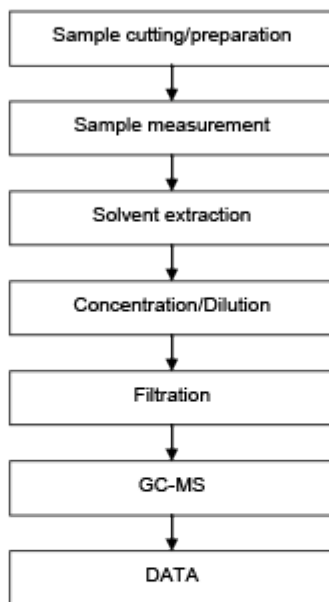 Sample cutting/preparation
Sample measurement
Solvent extraction
Concentration/Dilution
Filtration
GC-MS
DATA